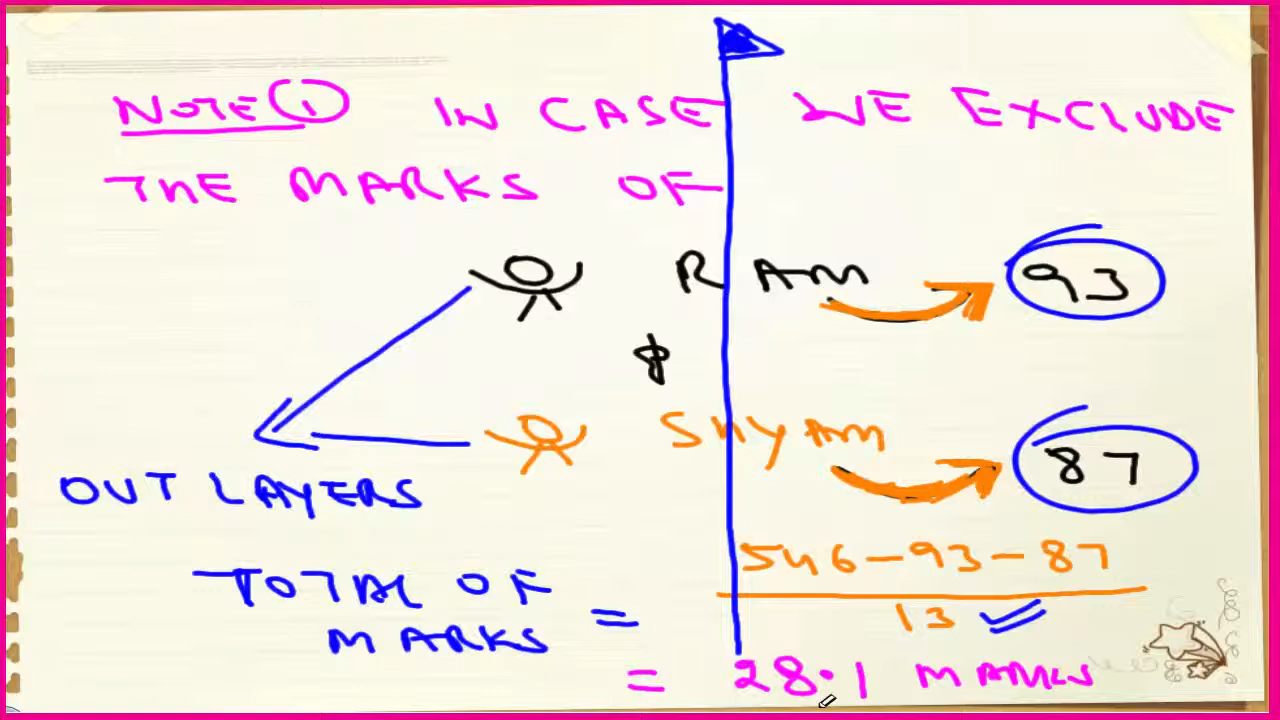 NOTE 1 IN CASE WE EXCLUDE
THE MARKS OF
RAM 93
&
SHYAM 87
OUT LAYERS
546-93-87
TOTAL OF
MARKS = 13
= 28.1 MARKS